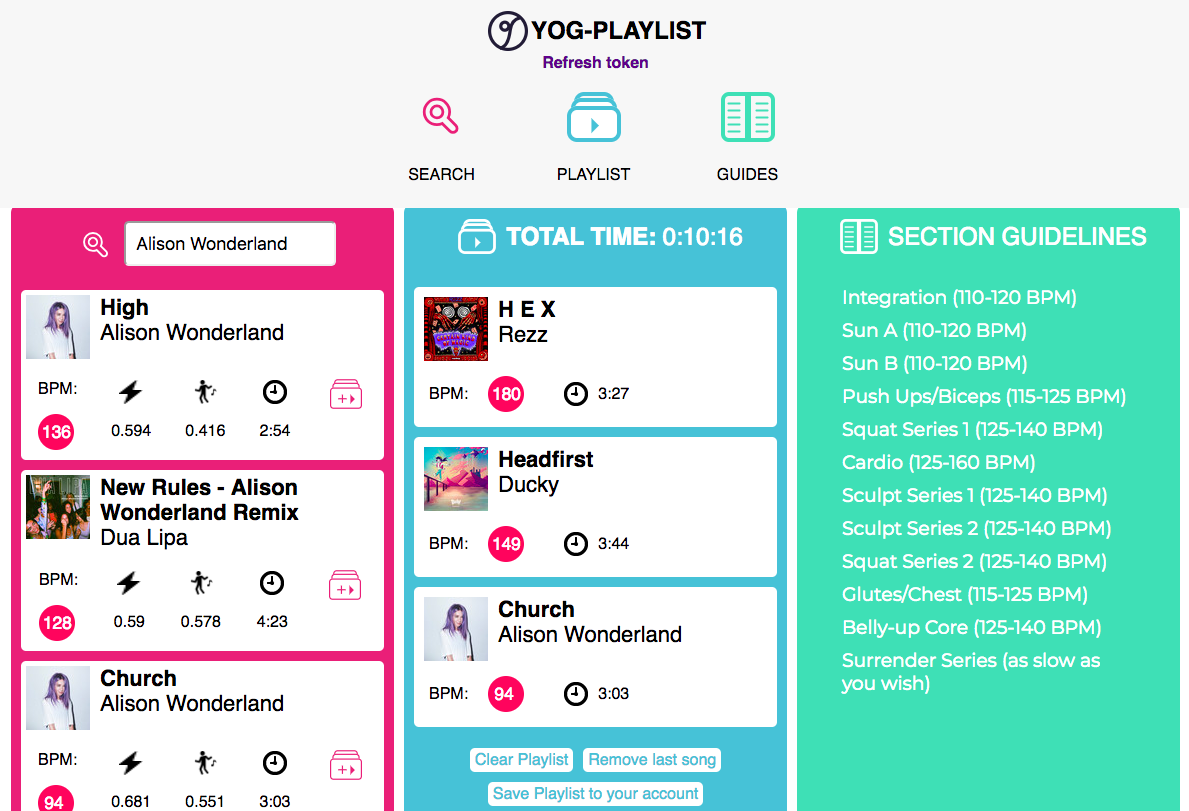 YOG-PLAYLIST
Refresh token
SEARCH
PLAYLIST
GUIDES
Alison Wonderland
High
Alison Wonderland
BPM:
136
0.594
0.416
2:54
New Rules - Alison
Wonderland Remix
Dua Lipa
BPM:
128
0.59
0.578
4:23
Church
Alison Wonderland
BPM:
94
0.681
0.551
3:03
TOTAL TIME: 0:10:16
H E X
Rezz
BPM:
180
3:27
Headfirst
Ducky
BPM:
149
3:44
Church
Alison Wonderland
BPM:
94
3:03
Clear Playlist
Remove last song
Save Playlist to your account
SECTION GUIDELINES
Integration (110-120 BPM)
Sun A (110-120 BPM)
Sun B (110-120 BPM)
Push Ups/Biceps (115-125 BPM)
Squat Series 1 (125-140 BPM)
Cardio (125-160 BPM)
Sculpt Series 1 (125-140 BPM)
Sculpt Series 2 (125-140 BPM)
Squat Series 2 (125-140 BPM)
Glutes/Chest (115-125 BPM)
Belly-up Core (125-140 BPM)
Surrender Series (as slow as
you wish)